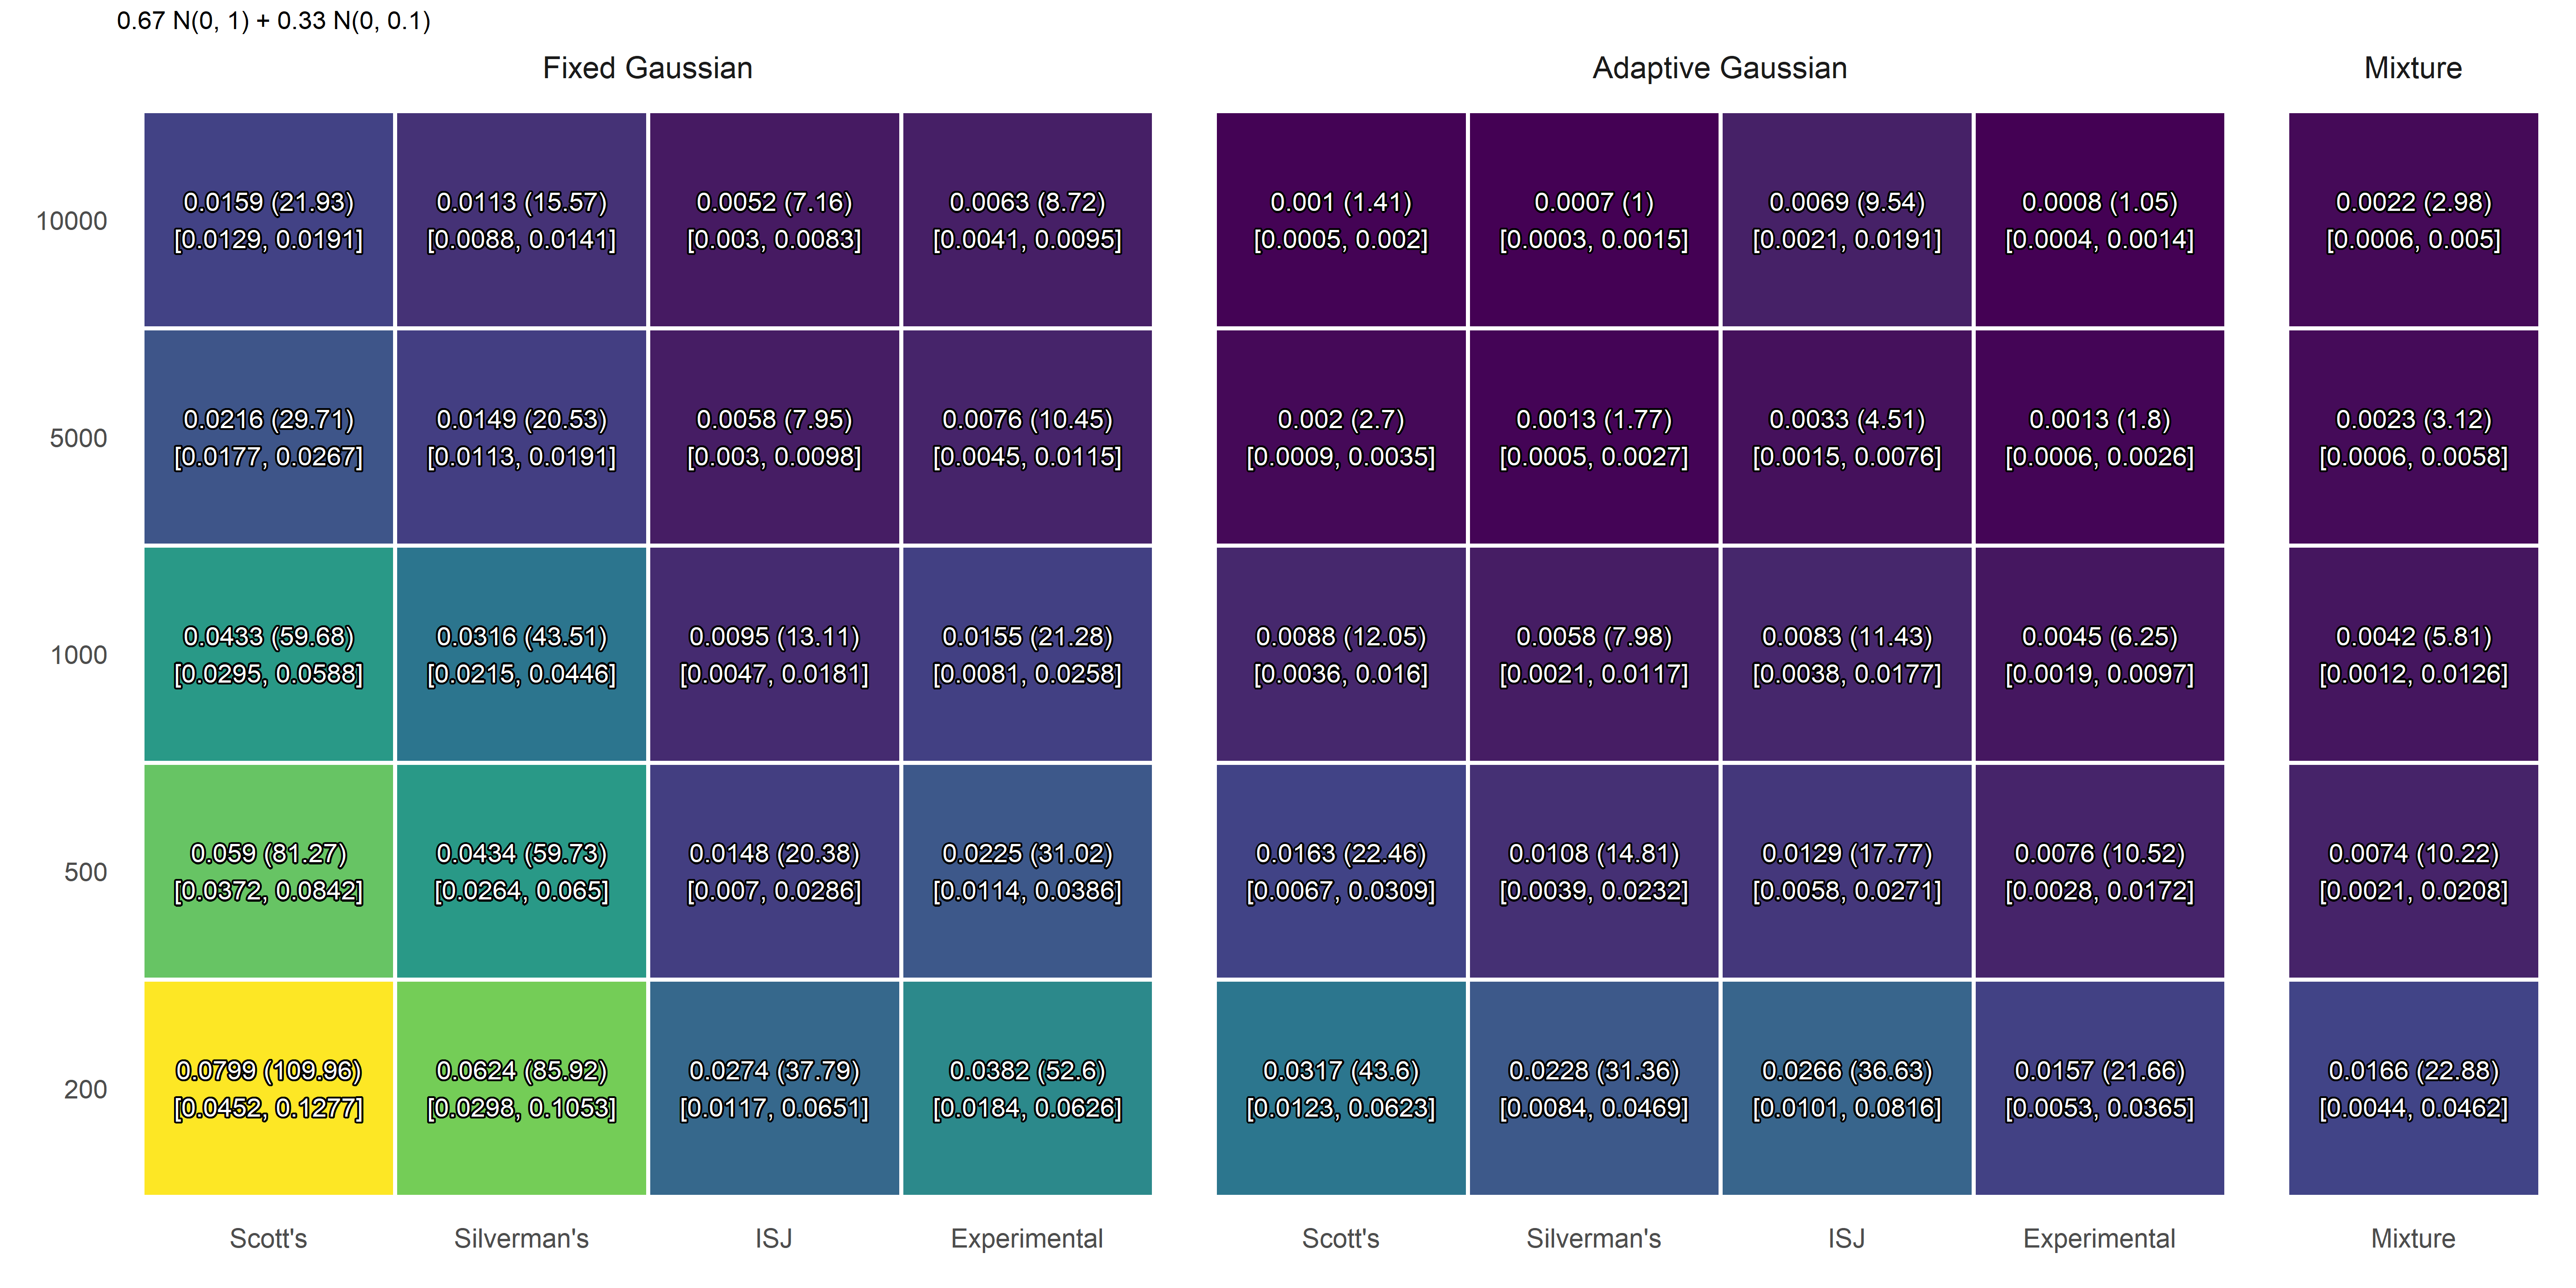 0.67 N(0, 1) + 0.33 N(0, 0.1)
Fixed Gaussian Adaptive Gaussian Mixture
0.0159 (21.93) 0.0113 (15.57) 0.0052 (7.16) 0.0063 (8.72) 0.001 (1.41) 0.0007 (1) 0.0069 (9.54) 0.0008 (1.05) 0.0022 (2.98)
10000
[0.0129, 0.0191] [0.0088, 0.0141] [0.003, 0.0083] [0.0041, 0.0095] [0.0005, 0.002] [0.0003, 0.0015] [0.0021, 0.0191] [0.0004, 0.0014] [0.0006, 0.005]
0.0216 (29.71) 0.0149 (20.53) 0.0058 (7.95) 0.0076 (10.45) 0.002 (2.7) 0.0013 (1.77) 0.0033 (4.51) 0.0013 (1.8) 0.0023 (3.12)
5000
[0.0177, 0.0267] [0.0113, 0.0191] [0.003, 0.0098] [0.0045, 0.0115] [0.0009, 0.0035] [0.0005, 0.0027] [0.0015, 0.0076] [0.0006, 0.0026] [0.0006, 0.0058]
0.0433 (59.68) 0.0316 (43.51) 0.0095 (13.11) 0.0155 (21.28) 0.0088 (12.05) 0.0058 (7.98) 0.0083 (11.43) 0.0045 (6.25) 0.0042 (5.81)
1000
[0.0295, 0.0588] [0.0215, 0.0446] [0.0047, 0.0181] [0.0081, 0.0258] [0.0036, 0.016] [0.0021, 0.0117] [0.0038, 0.0177] [0.0019, 0.0097] [0.0012, 0.0126]
0.059 (81.27) 0.0434 (59.73) 0.0148 (20.38) 0.0225 (31.02) 0.0163 (22.46) 0.0108 (14.81) 0.0129 (17.77) 0.0076 (10.52) 0.0074 (10.22)
500
[0.0372, 0.0842] [0.0264, 0.065] [0.007, 0.0286] [0.0114, 0.0386] [0.0067, 0.0309] [0.0039, 0.0232] [0.0058, 0.0271] [0.0028, 0.0172] [0.0021, 0.0208]
0.0799 (109.96) 0.0624 (85.92) 0.0274 (37.79) 0.0382 (52.6) 0.0317 (43.6) 0.0228 (31.36) 0.0266 (36.63) 0.0157 (21.66) 0.0166 (22.88)
200
[0.0452, 0.1277] [0.0298, 0.1053] [0.0117, 0.0651] [0.0184, 0.0626] [0.0123, 0.0623] [0.0084, 0.0469] [0.0101, 0.0816] [0.0053, 0.0365] [0.0044, 0.0462]
Scott's Silverman's ISJ Experimental Scott's Silverman's ISJ Experimental Mixture